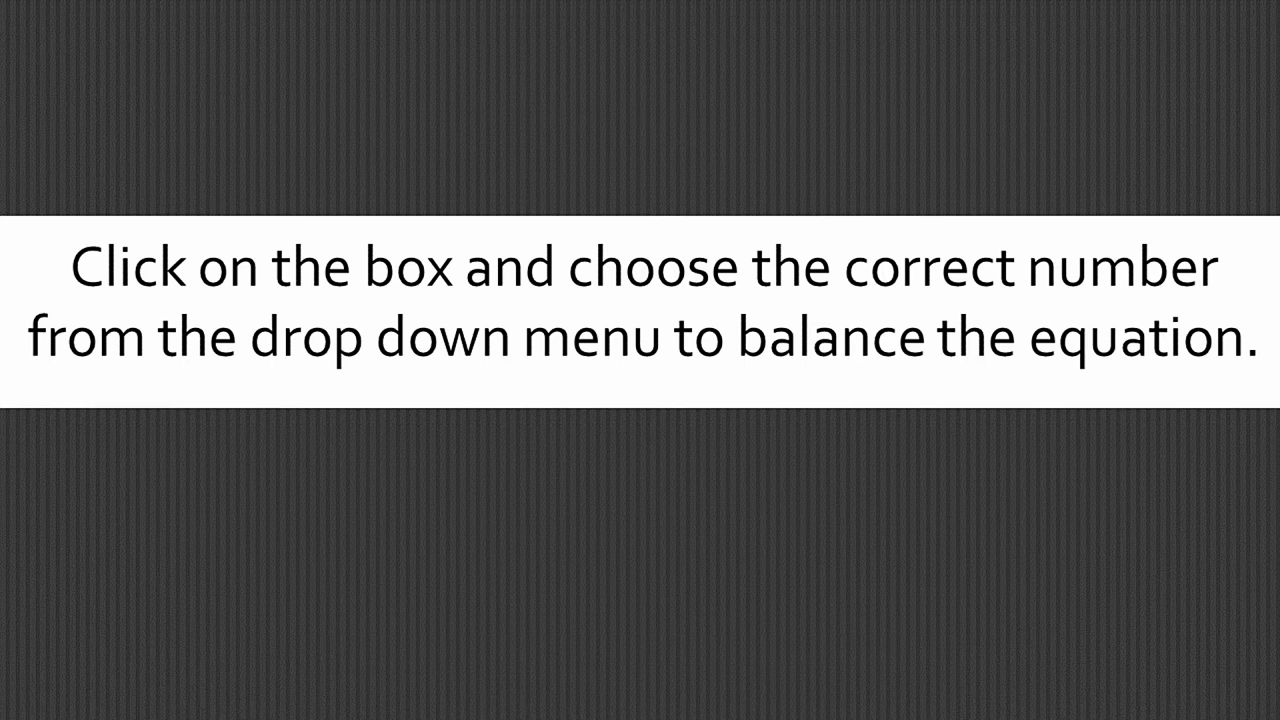 Click on the box and choose the correct number
from the drop down menu to balance the equation.